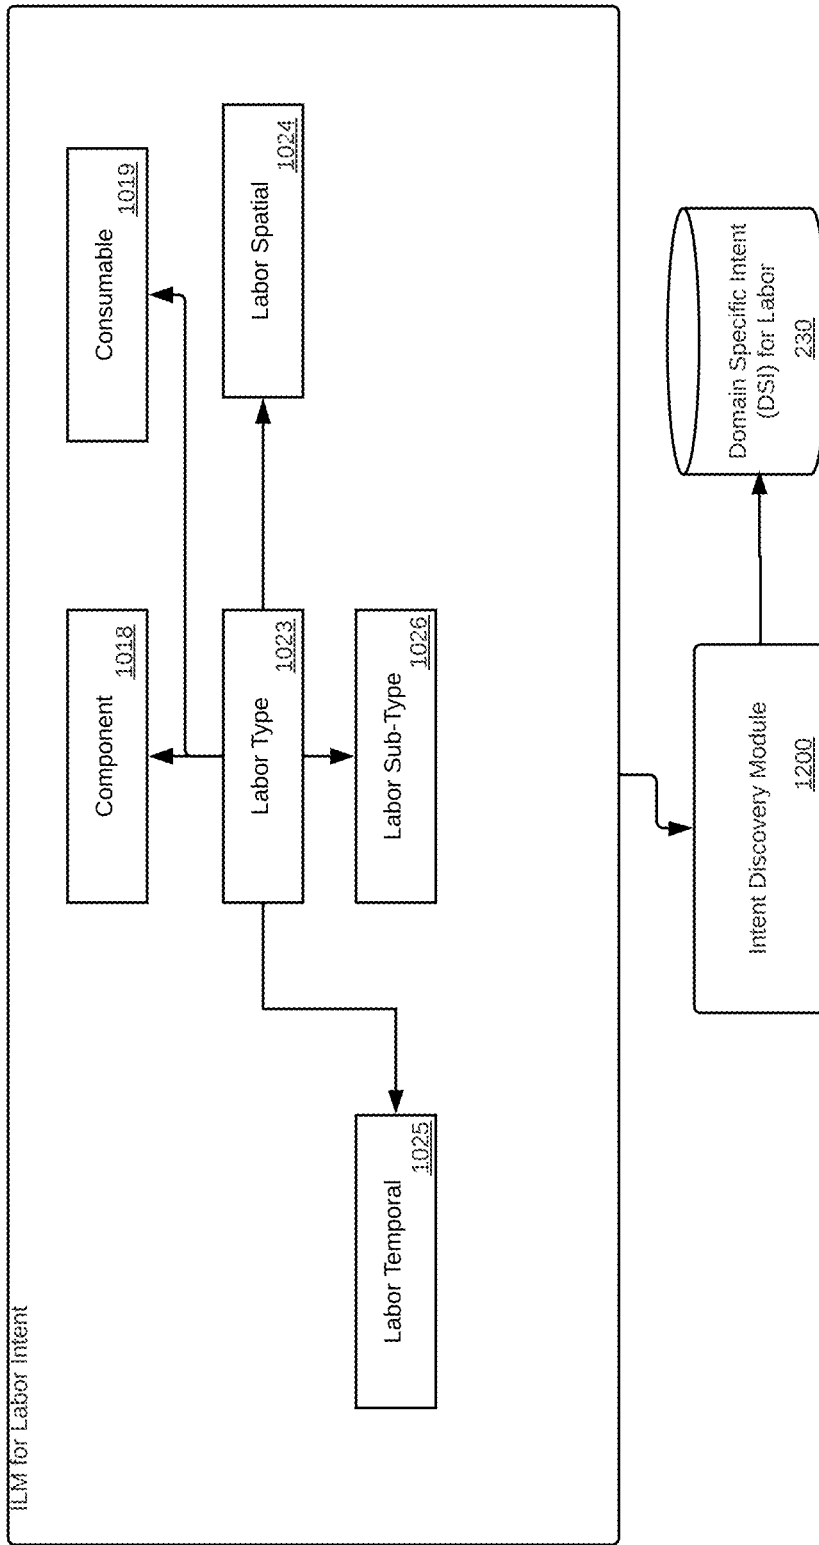 ILM for Labor Intent
Component
1018
Consumable
1019
Labor Type
1023
Labor Spatial
1024
Labor Temporal
1025
Labor Sub-Type
1026
Intent Discovery Module
1200
Domain Specific Intent
(DSI) for Labor
230